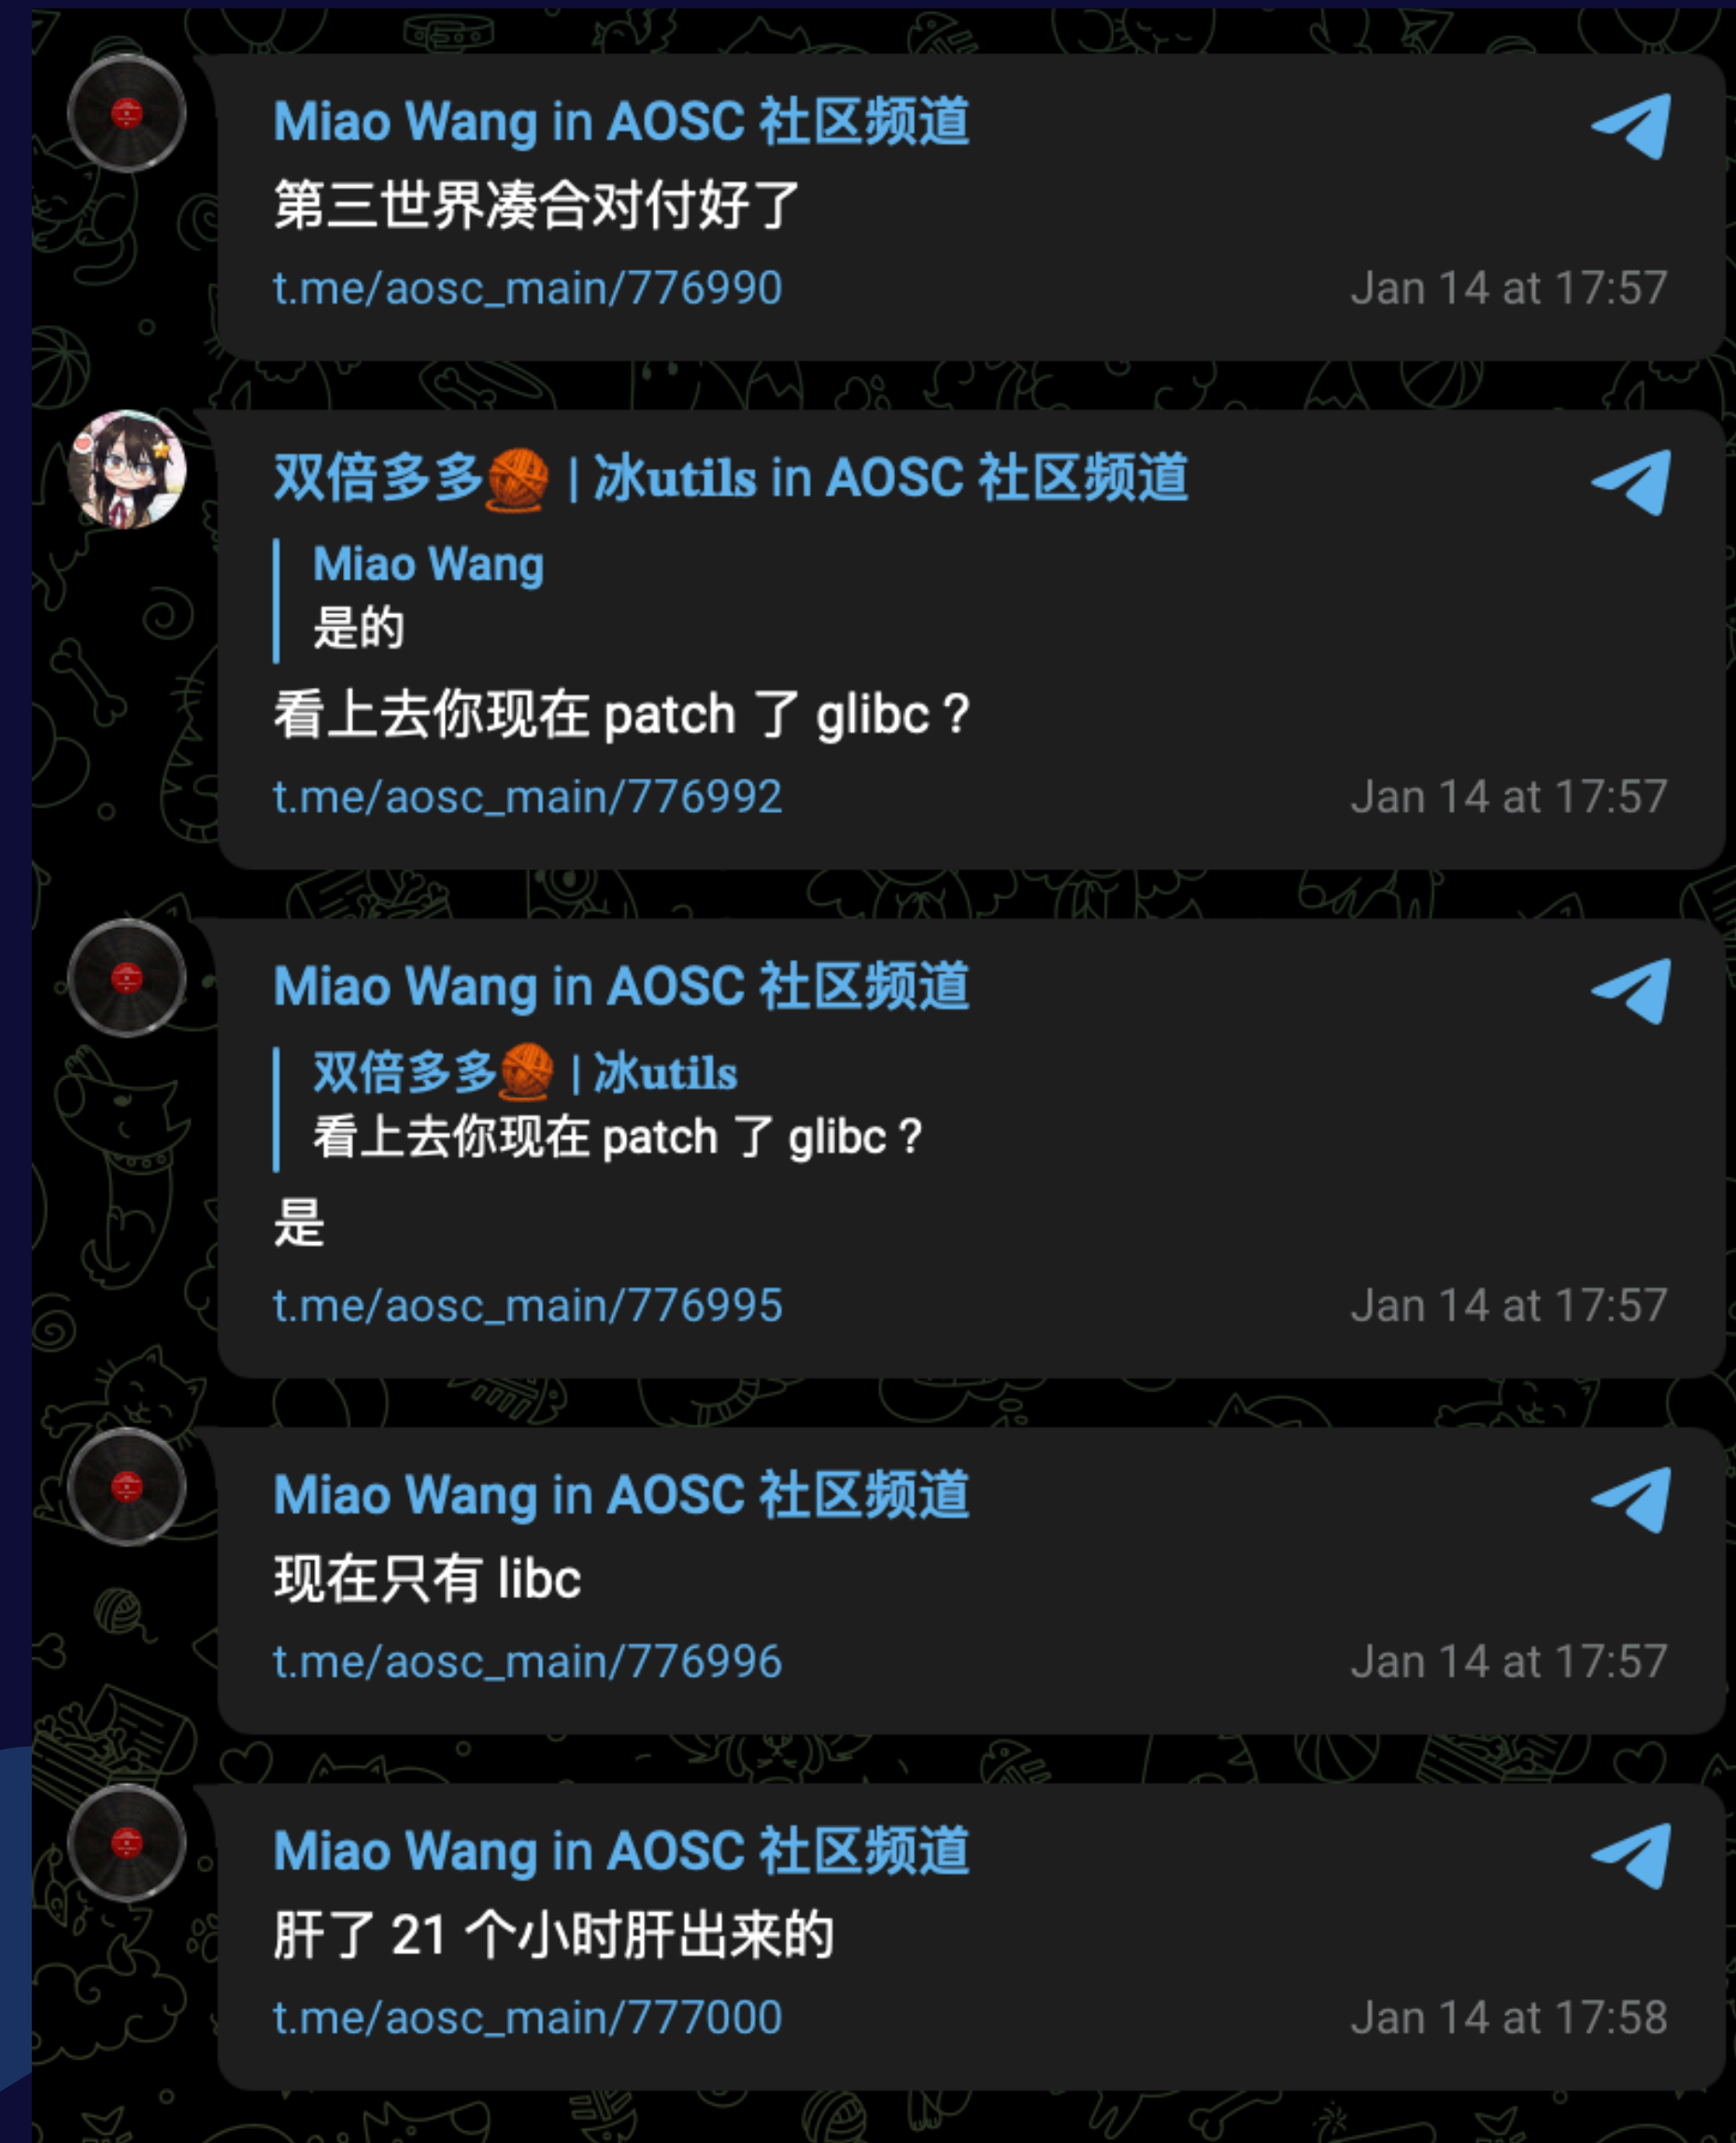 Miao Wang in AOSC 社区频道
第三世界凑合对付好了
t.me/aosc_main/776990 Jan 14 at 17:57
双倍多多🧶 | 冰utils in AOSC 社区频道
Miao Wang
是的
看上去你现在 patch 了 glibc？
t.me/aosc_main/776992 Jan 14 at 17:57
Miao Wang in AOSC 社区频道
双倍多多🧶 | 冰utils
看上去你现在 patch 了 glibc？
是
t.me/aosc_main/776995 Jan 14 at 17:57
Miao Wang in AOSC 社区频道
现在只有 libc
t.me/aosc_main/776996 Jan 14 at 17:57
Miao Wang in AOSC 社区频道
肝了 21 个小时肝出来的
t.me/aosc_main/777000 Jan 14 at 17:58